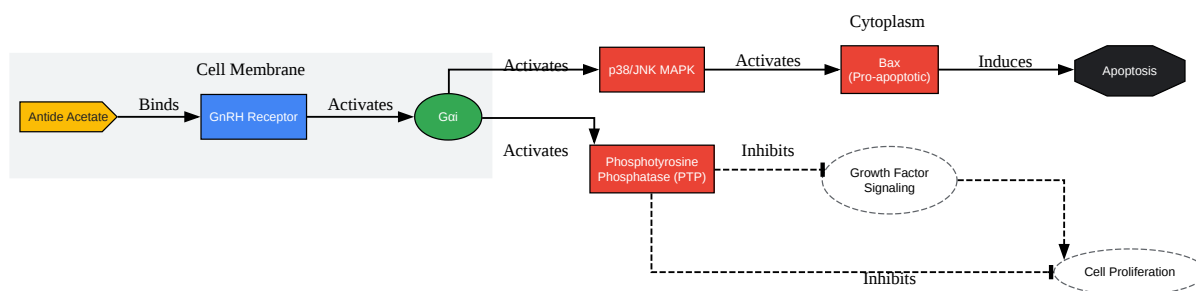 Cytoplasm
Cell Membrane
Antide Acetate
Binds
GnRH Receptor
Activates
Gαi
Activates
p38/JNK MAPK
Activates
Bax
(Pro-apoptotic)
Induces
Apoptosis
Activates
Phosphotyrosine
Phosphatase (PTP)
Inhibits
Growth Factor
Signaling
Inhibits
Cell Proliferation